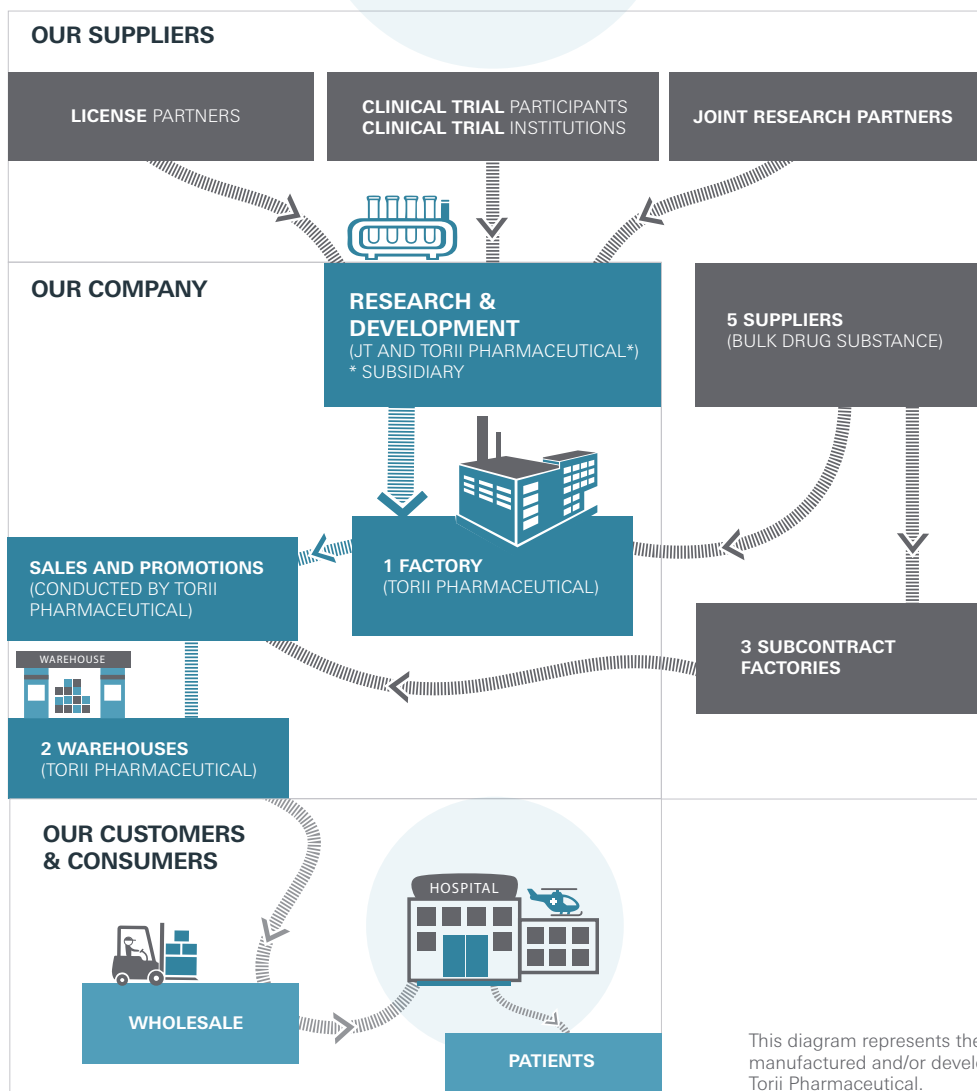 OUR SUPPLIERS
LICENSE PARTNERS
CLINICAL TRIAL PARTICIPANTS
CLINICAL TRIAL INSTITUTIONS
JOINT RESEARCH PARTNERS
OUR COMPANY
RESEARCH &
DEVELOPMENT
(JT AND TORII PHARMACEUTICAL*)
* SUBSIDIARY
5 SUPPLIERS
(BULK DRUG SUBSTANCE)
1 FACTORY
(TORII PHARMACEUTICAL)
SALES AND PROMOTIONS
(CONDUCTED BY TORII
PHARMACEUTICAL)
3 SUBCONTRACT
FACTORIES
WAREHOUSE
2 WAREHOUSES
(TORII PHARMACEUTICAL)
OUR CUSTOMERS
& CONSUMERS
HOSPITAL
WHOLESALE
PATIENTS
This diagram represents the
manufactured and/or develo
Torii Pharmaceutical.